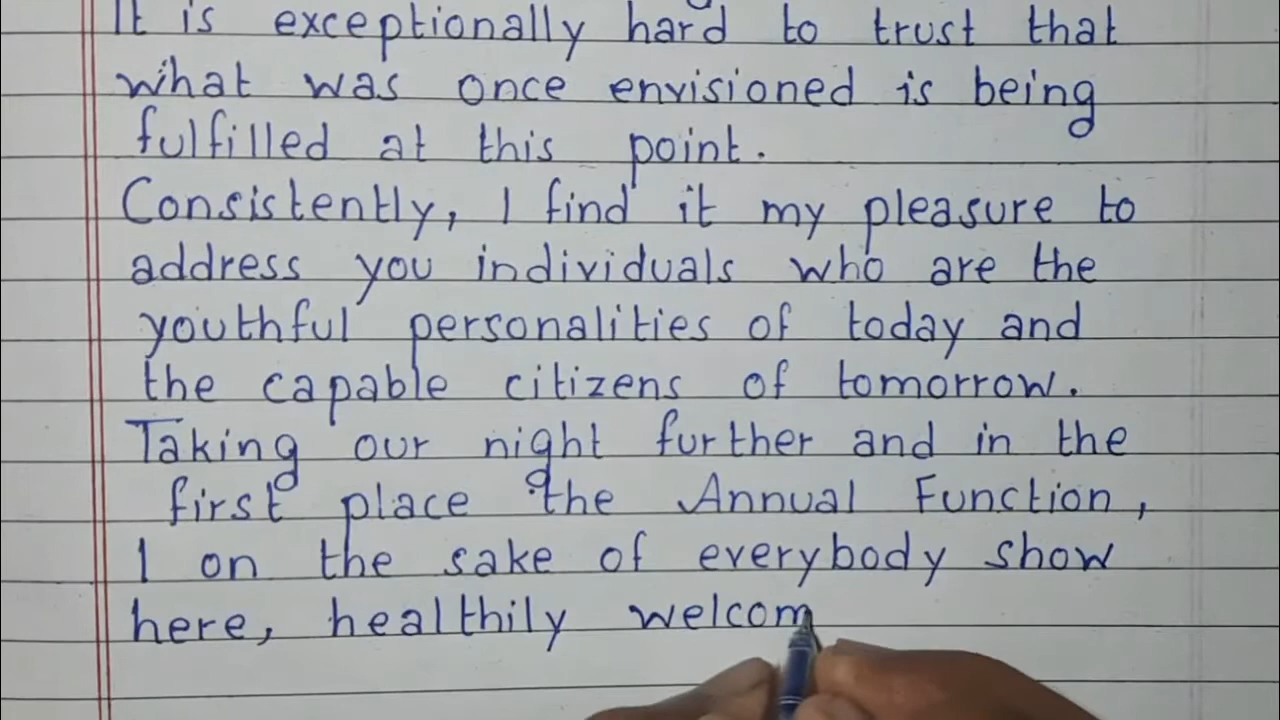 It is exceptionally hard to trust that
what was once envisioned is being
fulfilled at this point.
Consistently, I find it my pleasure to
address you individuals who are the
youthful personalities of today and
the capable citizens of tomorrow.
Taking our night further and in the
first place the Annual Function,
I on the sake of everybody show
here, healthily welcom